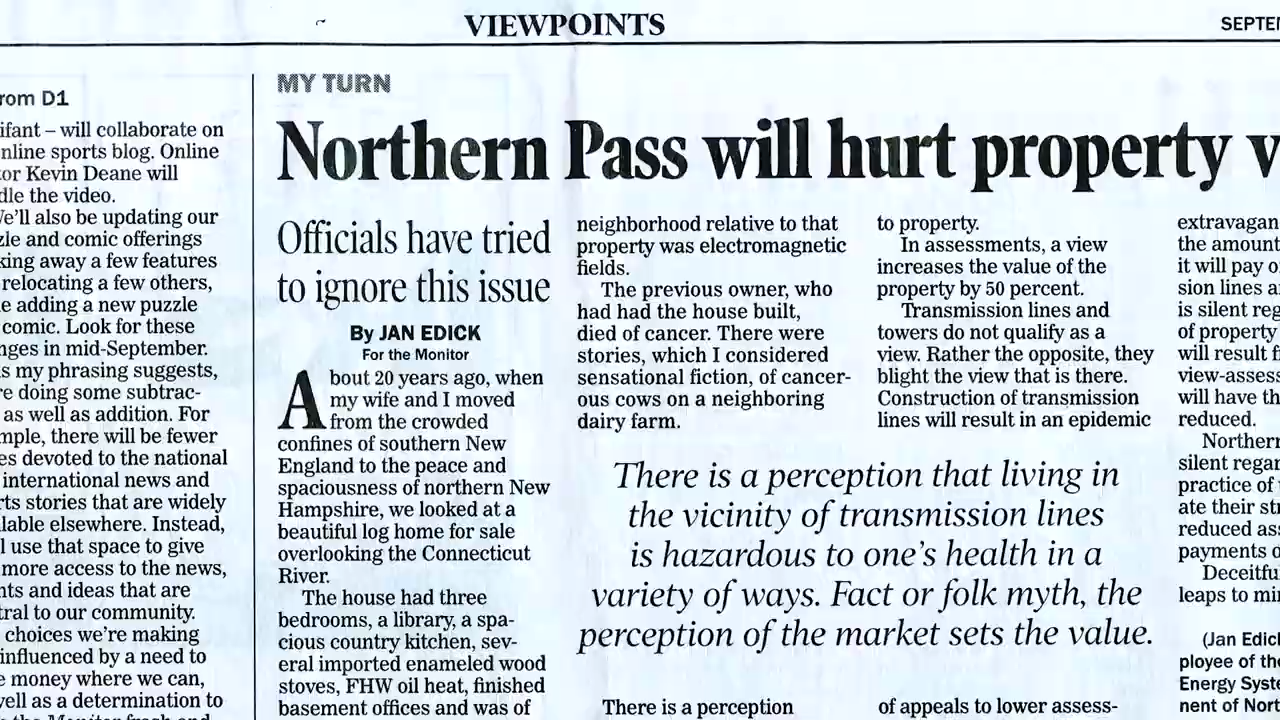 VIEWPOINTS
SEPTE
rom D1
ifant – will collaborate on
nline sports blog. Online
or Kevin Deane will
dle the video.
e'll also be updating our
zle and comic offerings
king away a few features
relocating a few others,
e adding a new puzzle
comic. Look for these
nges in mid-September.
s my phrasing suggests,
re doing some subtrac-
as well as addition. For
mple, there will be fewer
es devoted to the national
international news and
rts stories that are widely
lable elsewhere. Instead,
l use that space to give
more access to the news,
nts and ideas that are
tral to our community.
choices we're making
influenced by a need to
e money where we can,
vell as a determination to
MY TURN
Northern Pass will hurt property v
Officials have tried
to ignore this issue
By JAN EDICK
For the Monitor
About 20 years ago, when
my wife and I moved
from the crowded
confines of southern New
England to the peace and
spaciousness of northern New
Hampshire, we looked at a
beautiful log home for sale
overlooking the Connecticut
River.
The house had three
bedrooms, a library, a spa-
cious country kitchen, sev-
eral imported enameled wood
stoves, FHW oil heat, finished
basement offices and was of
neighborhood relative to that
property was electromagnetic
fields.
The previous owner, who
had had the house built,
died of cancer. There were
stories, which I considered
sensational fiction, of cancer-
ous cows on a neighboring
dairy farm.
to property.
In assessments, a view
increases the value of the
property by 50 percent.
Transmission lines and
towers do not qualify as a
view. Rather the opposite, they
blight the view that is there.
Construction of transmission
lines will result in an epidemic
There is a perception that living in
the vicinity of transmission lines
is hazardous to one's health in a
variety of ways. Fact or folk myth, the
perception of the market sets the value.
There is a perception
of appeals to lower assess-
extravagan
the amount
it will pay o
sion lines a
is silent reg
of property
will result f
view-assess
will have th
reduced.
Northern
silent regar
practice of
ate their st
reduced ass
payments o
Deceitfu
leaps to mi
(Jan Edic
ployee of th
Energy Syste
nent of Nort